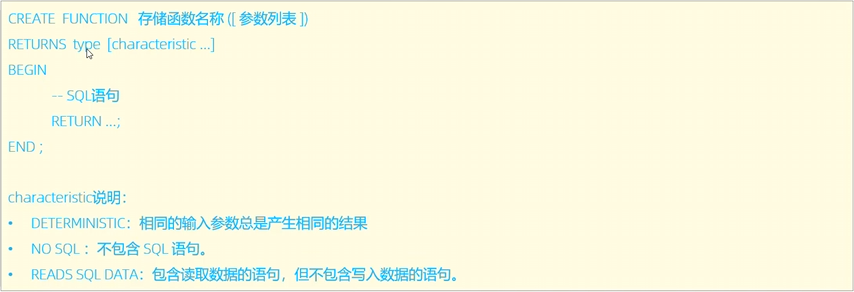 CREATE FUNCTION 存储函数名称 ([ 参数列表 ])
RETURNS type [characteristic ...]
BEGIN
-- SQL语句
RETURN ...;
END ;
characteristic说明：
• DETERMINISTIC：相同的输入参数总是产生相同的结果
• NO SQL ：不包含 SQL 语句。
• READS SQL DATA：包含读取数据的语句，但不包含写入数据的语句。